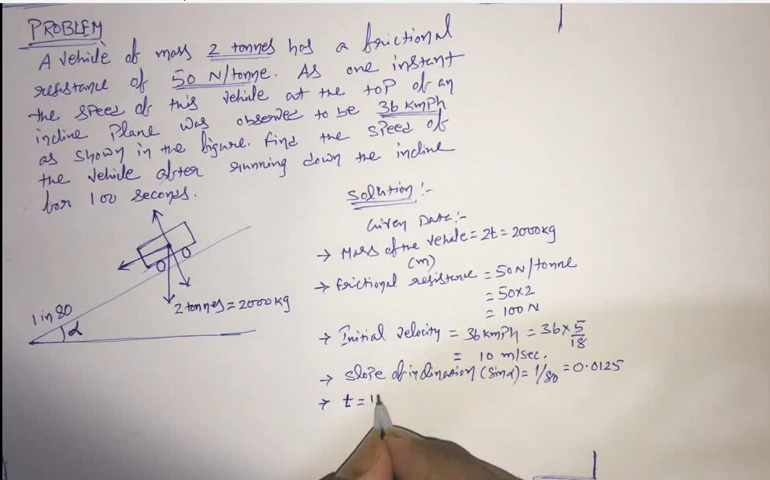 PROBLEM
A vehicle of mass 2 tonnes has a frictional
resistance of 50 N/tonne. As one instant
the speed of this vehicle at the top of an
incline plane was observed to be 36 kmph
as shown in the figure. Find the speed of
the vehicle after running down the incline
for 100 seconds.
1 in 80
α
2 tonnes = 2000 kg
Solution :-
Given Data :-
→ Mass of the vehicle = 2t = 2000 kg
(m)
→ Frictional resistance = 50 N/tonne
= 50 x 2
= 100 N
→ Initial velocity = 36 kmph = 36 x 5/18
= 10 m/sec.
→ Slope of inclination (sin α) = 1/80 = 0.0125
→ t = 1